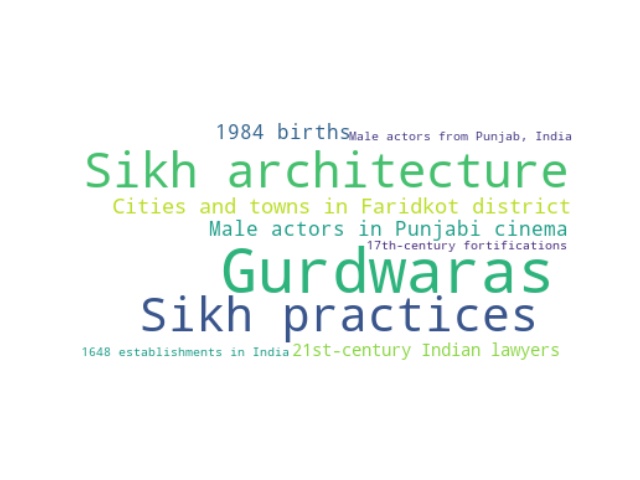 1984 births
Male actors from Punjab, India
Sikh architecture
Cities and towns in Faridkot district
Male actors in Punjabi cinema
17th-century fortifications
Gurdwaras
Sikh practices
1648 establishments in India
21st-century Indian lawyers